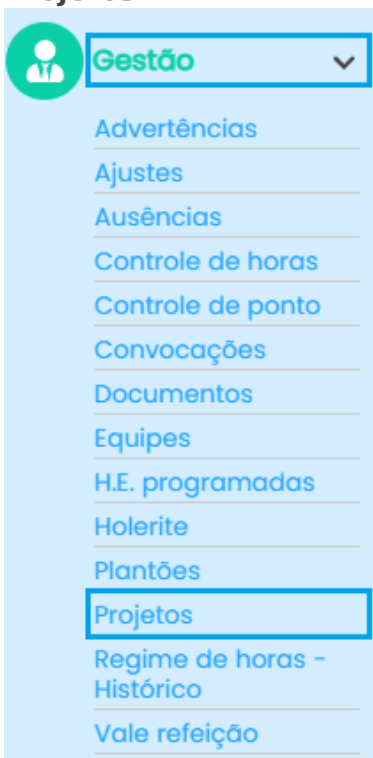 Gestão
Advertências
Ajustes
Ausências
Controle de horas
Controle de ponto
Convocações
Documentos
Equipes
H.E. programadas
Holerite
Plantões
Projetos
Regime de horas -
Histórico
Vale refeição